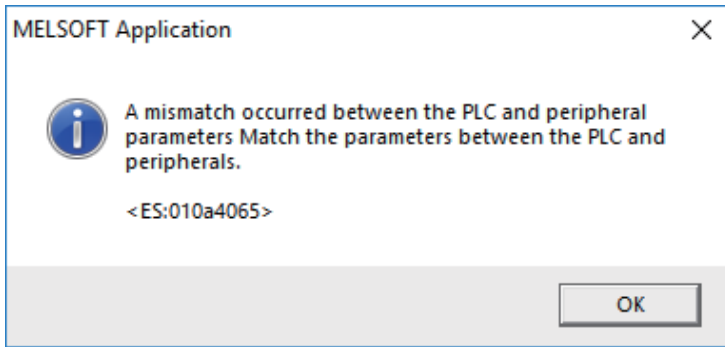 MELSOFT Application
A mismatch occurred between the PLC and peripheral
parameters Match the parameters between the PLC and
peripherals.
<ES:010a4065>
OK